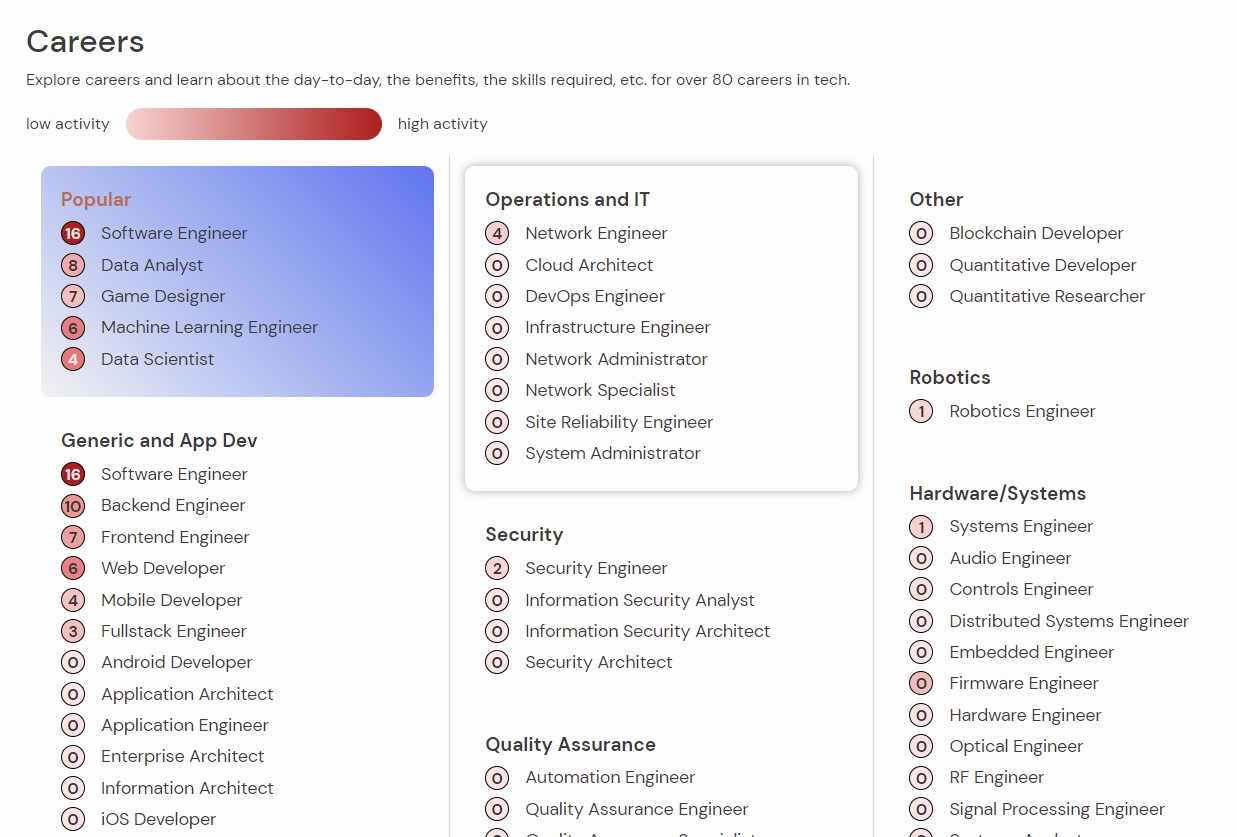 Careers
Explore careers and learn about the day-to-day, the benefits, the skills required, etc. for over 80 careers in tech.
low activity high activity
Popular
16 Software Engineer
8 Data Analyst
7 Game Designer
6 Machine Learning Engineer
4 Data Scientist
Generic and App Dev
16 Software Engineer
10 Backend Engineer
7 Frontend Engineer
6 Web Developer
4 Mobile Developer
3 Fullstack Engineer
0 Android Developer
0 Application Architect
0 Application Engineer
0 Enterprise Architect
0 Information Architect
0 iOS Developer
Operations and IT
4 Network Engineer
0 Cloud Architect
0 DevOps Engineer
0 Infrastructure Engineer
0 Network Administrator
0 Network Specialist
0 Site Reliability Engineer
0 System Administrator
Security
2 Security Engineer
0 Information Security Analyst
0 Information Security Architect
0 Security Architect
Quality Assurance
0 Automation Engineer
0 Quality Assurance Engineer
Other
0 Blockchain Developer
0 Quantitative Developer
0 Quantitative Researcher
Robotics
1 Robotics Engineer
Hardware/Systems
1 Systems Engineer
0 Audio Engineer
0 Controls Engineer
0 Distributed Systems Engineer
0 Embedded Engineer
0 Firmware Engineer
0 Hardware Engineer
0 Optical Engineer
0 RF Engineer
0 Signal Processing Engineer